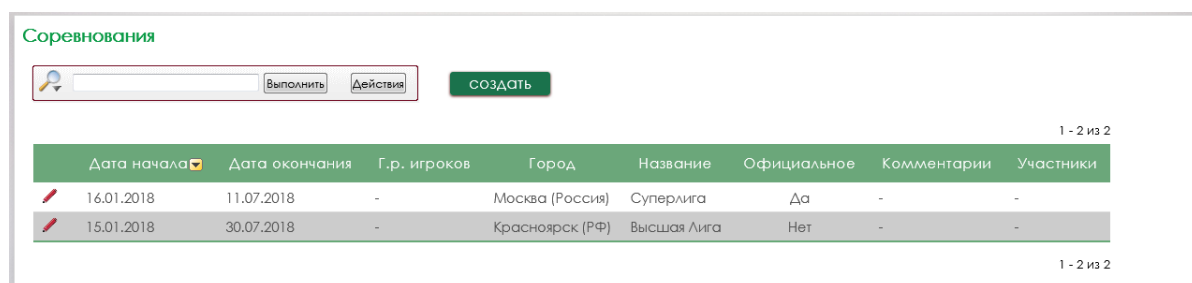 Соревнования
Выполнить Действия создать
1 - 2 из 2
Дата начала Дата окончания Г.р. игроков Город Название Официальное Комментарии Участники
16.01.2018 11.07.2018 - Москва (Россия) Суперлига Да - -
15.01.2018 30.07.2018 - Красноярск (РФ) Высшая Лига Нет - -
1 - 2 из 2